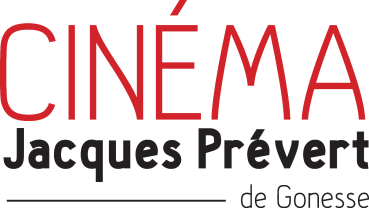 CINÉMA
Jacques Prévert
de Gonesse